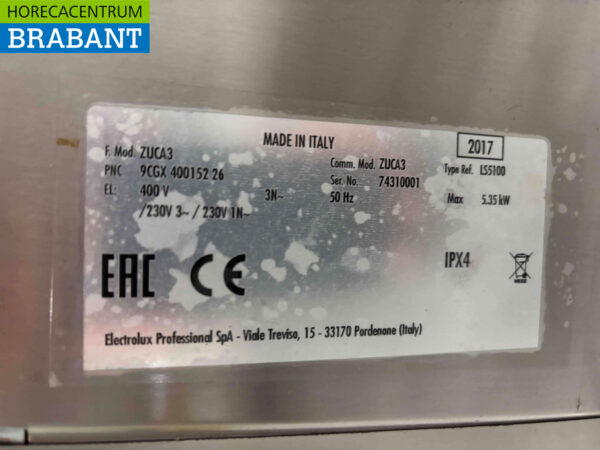 HORECACENTRUM
BRABANT
MADE IN ITALY
2017
F. Mod. ZUCA3
Comm. Mod. ZUCA3
Type Ref. LS5100
PNC 9CGX 400152 26
Ser. No. 74310001
EL: 400 V 3N~ 50 Hz
Max 5.35 kW
/230V 3~ / 230V 1N~
EAC CE
IPX4
Electrolux Professional SpA - Viale Treviso, 15 - 33170 Pordenone (Italy)